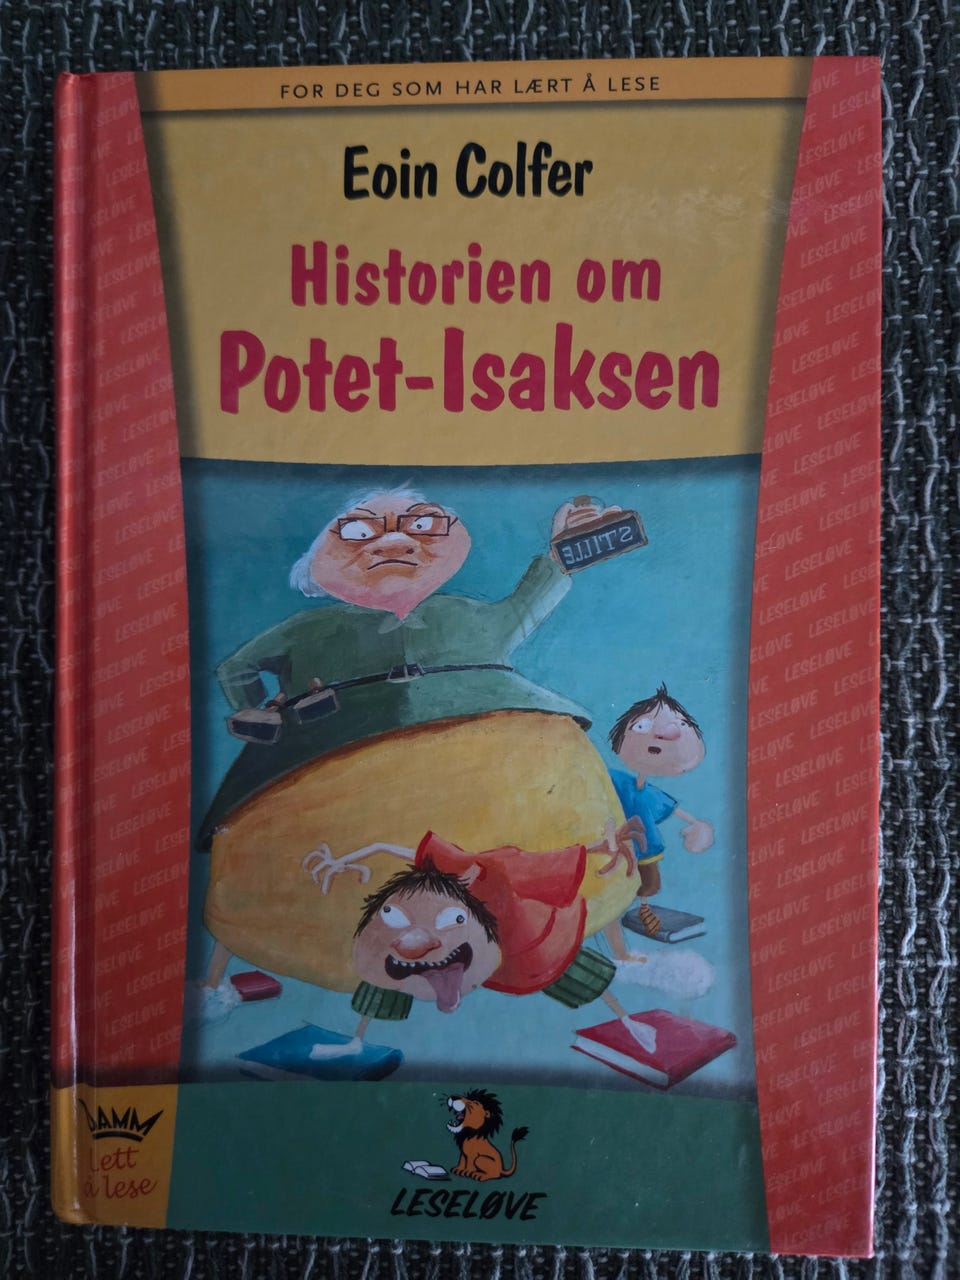 FOR DEG SOM HAR LÆRT Å LESE
Eoin Colfer
Historien om
Potet-Isaksen
STILLE
DAMM
Lett
å lese
LESELØVE